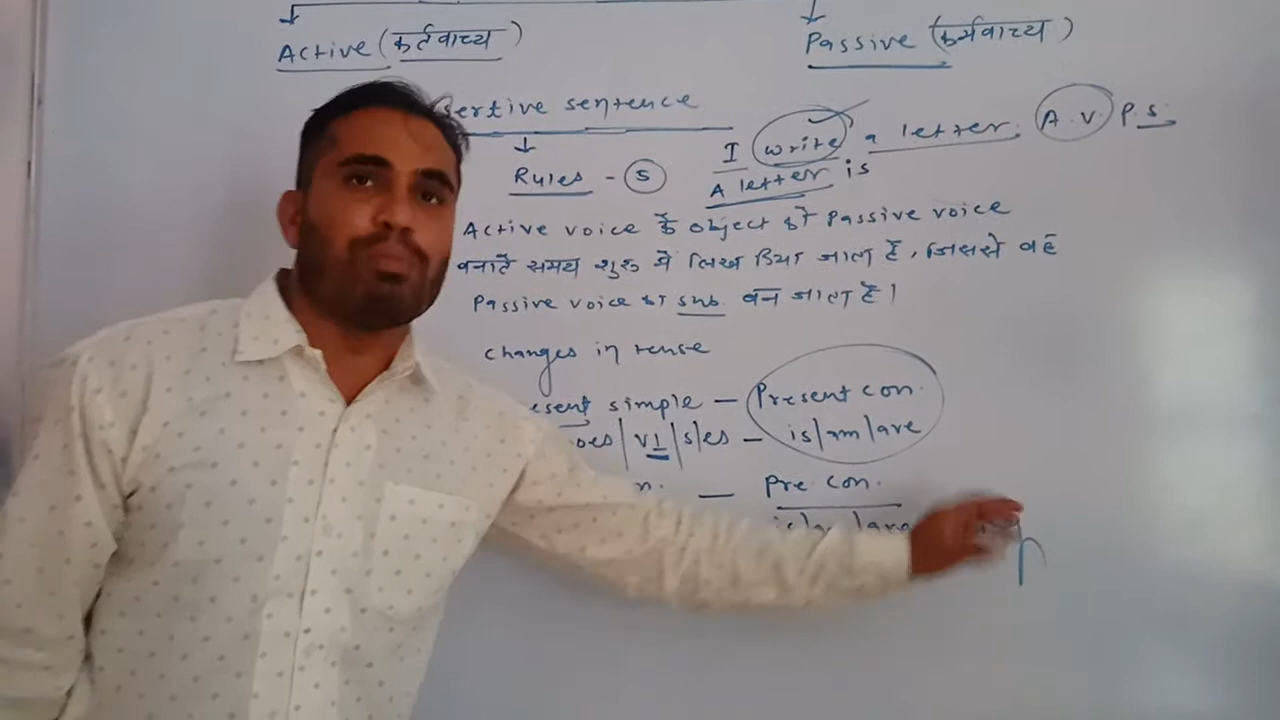 Active (कर्तवाच्य)
Passive (कर्मवाच्य)
sertive sentence
I write a letter. A.V. P.S.
Rules - 5
A letter is
Active voice के object को Passive voice
बनाते समय शुरु में लिख दिया जाता है, जिससे वह
Passive voice का sub. बन जाता है।
changes in tense
esent simple - Present con.
oes/v1/s/es - is/am/are
n. - Pre con.